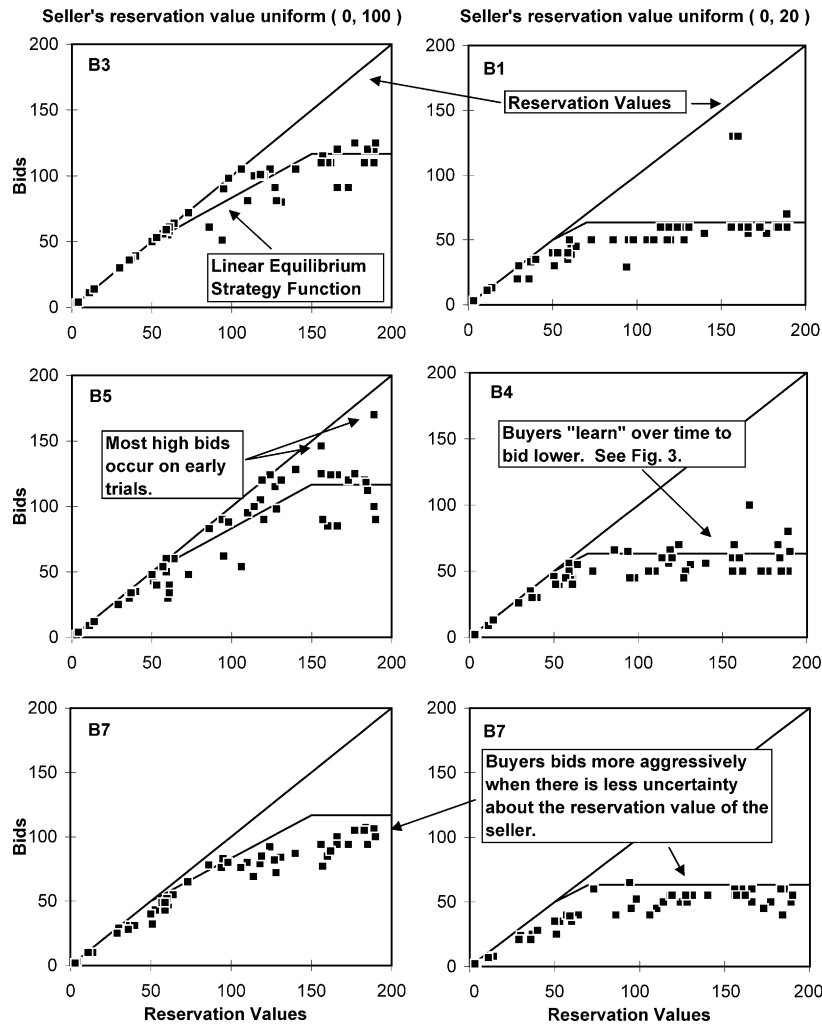 Seller's reservation value uniform ( 0, 100 )
Seller's reservation value uniform ( 0, 20 )
200
150
100
50
0
Bids
B3
Linear Equilibrium
Strategy Function
0 50 100 150 200
200
150
100
50
0
B1
Reservation Values
0 50 100 150 200
200
150
100
50
0
Bids
B5
Most high bids
occur on early
trials.
0 50 100 150 200
200
150
100
50
0
B4
Buyers "learn" over time to
bid lower. See Fig. 3.
0 50 100 150 200
200
150
100
50
0
Bids
B7
0 50 100 150 200
Reservation Values
200
150
100
50
0
B7
Buyers bids more aggressively
when there is less uncertainty
about the reservation value of the
seller.
0 50 100 150 200
Reservation Values